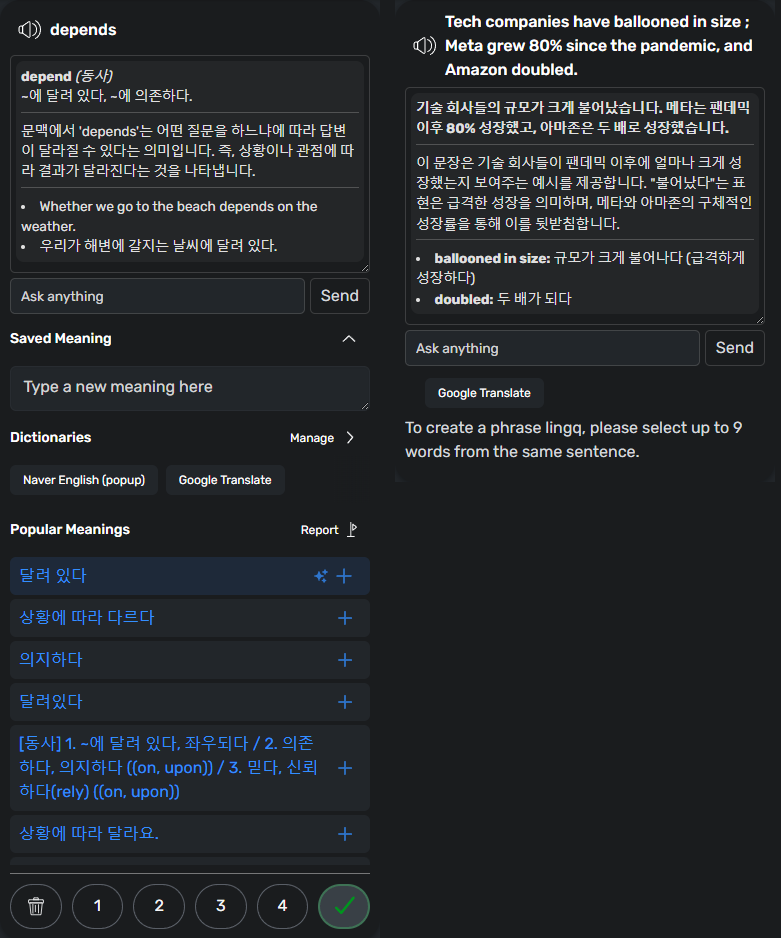 depends
depend (동사)
~에 달려 있다, ~에 의존하다.
문맥에서 'depends'는 어떤 질문을 하느냐에 따라 답변
이 달라질 수 있다는 의미입니다. 즉, 상황이나 관점에 따
라 결과가 달라진다는 것을 나타냅니다.
• Whether we go to the beach depends on the
weather.
• 우리가 해변에 갈지는 날씨에 달려 있다.
Ask anything
Send
Saved Meaning
Type a new meaning here
Dictionaries
Manage
Naver English (popup)
Google Translate
Popular Meanings
Report
달려 있다
상황에 따라 다르다
의지하다
달려있다
[동사] 1. ~에 달려 있다, 좌우되다 / 2. 의존
하다, 의지하다 ((on, upon)) / 3. 믿다, 신뢰
하다(rely) ((on, upon))
상황에 따라 달라요.
1
2
3
4
Tech companies have ballooned in size ;
Meta grew 80% since the pandemic, and
Amazon doubled.
기술 회사들의 규모가 크게 불어났습니다. 메타는 팬데믹
이후 80% 성장했고, 아마존은 두 배로 성장했습니다.
이 문장은 기술 회사들이 팬데믹 이후에 얼마나 크게 성
장했는지 보여주는 예시를 제공합니다. "불어났다"는 표
현은 급격한 성장을 의미하며, 메타와 아마존의 구체적인
성장률을 통해 이를 뒷받침합니다.
• ballooned in size: 규모가 크게 불어나다 (급격하게
성장하다)
• doubled: 두 배가 되다
Ask anything
Send
Google Translate
To create a phrase lingq, please select up to 9
words from the same sentence.